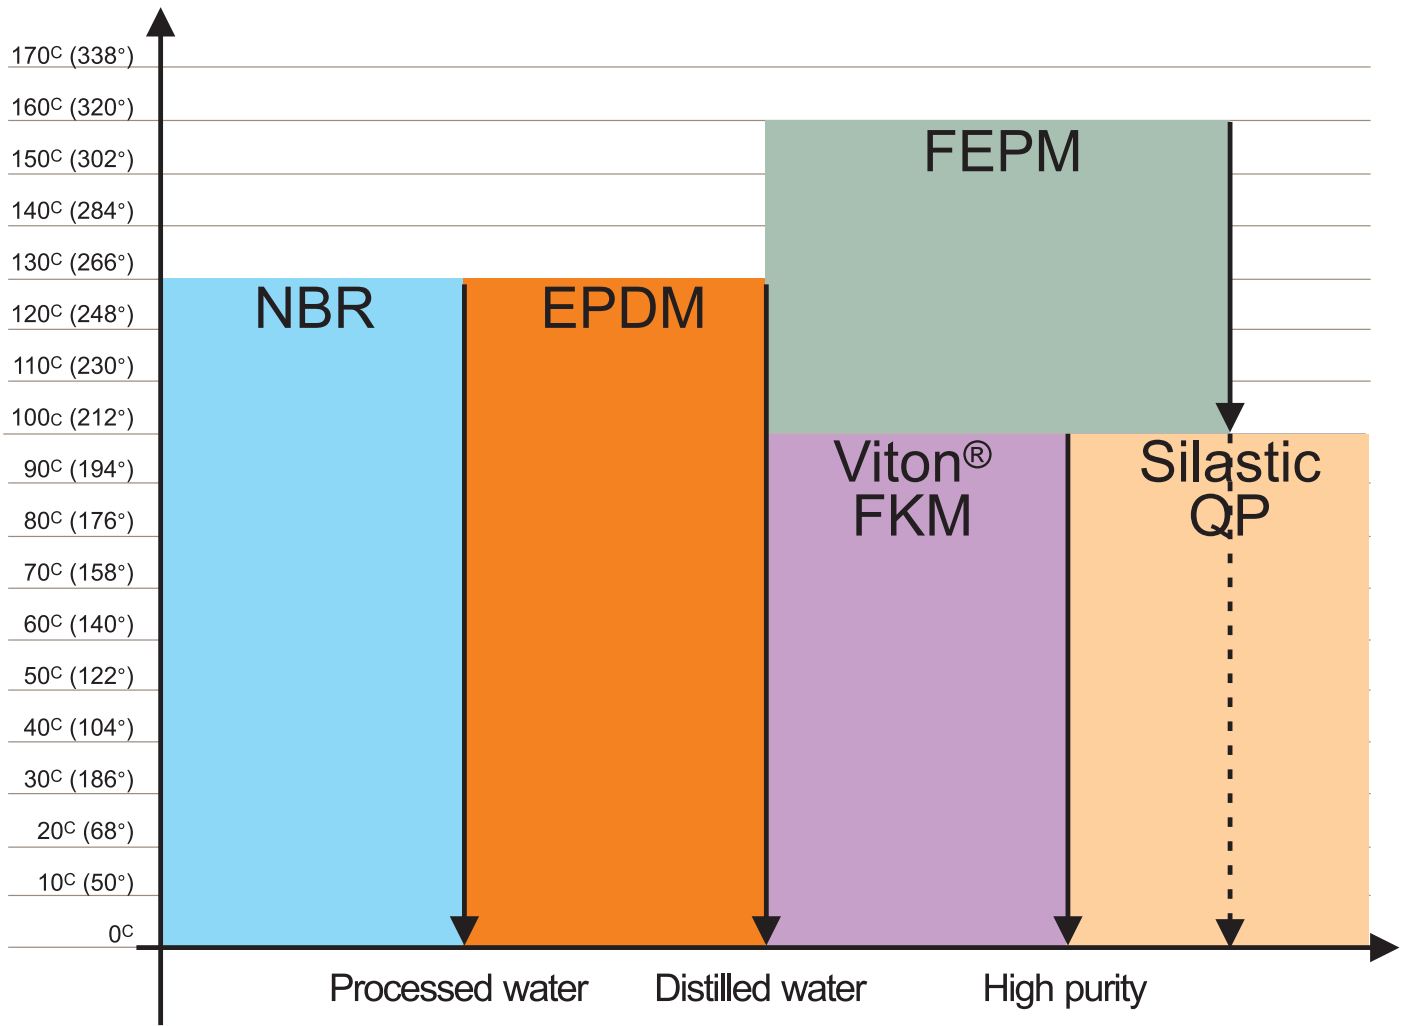 170C (338°)
160C (320°)
150C (302°)
140C (284°)
130C (266°)
120C (248°)
110C (230°)
100C (212°)
90C (194°)
80C (176°)
70C (158°)
60C (140°)
50C (122°)
40C (104°)
30C (186°)
20C (68°)
10C (50°)
0C
FEPM
NBR
EPDM
Viton®
FKM
Silastic
QP
Processed water
Distilled water
High purity